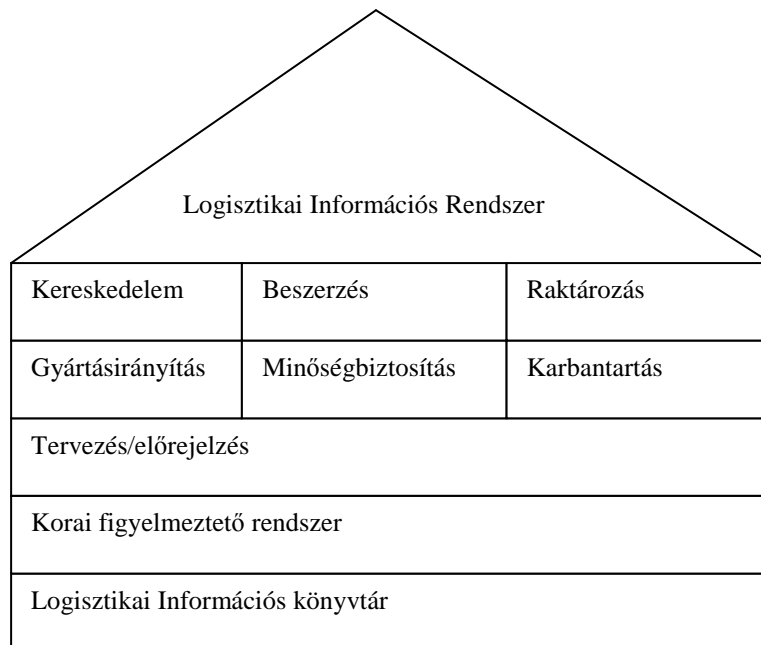 Logisztikai Információs Rendszer
Kereskedelem Beszerzés Raktározás
Gyártásirányítás Minőségbiztosítás Karbantartás
Tervezés/előrejelzés
Korai figyelmeztető rendszer
Logisztikai Információs könyvtár